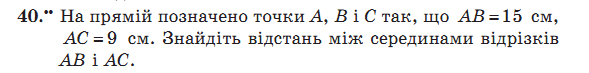 40.•• На прямій позначено точки A, B і C так, що AB = 15 см,
AC = 9 см. Знайдіть відстань між серединами відрізків
AB і AC.